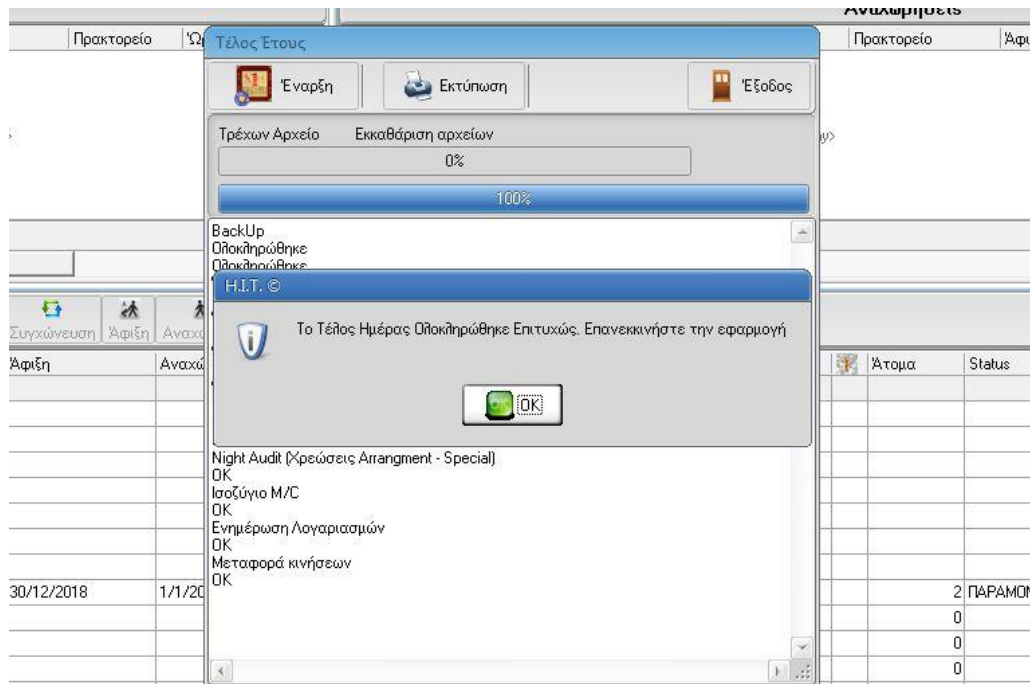 Αναχωρήσεις
Πρακτορείο
Τέλος Έτους
Πρακτορείο
Έναρξη
Εκτύπωση
Έξοδος
Τρέχων Αρχείο Εκκαθάριση αρχείων
0%
100%
BackUp
Ολοκληρώθηκε
Ολοκληρώθηκε
H.I.T. ©
Το Τέλος Ημέρας Ολοκληρώθηκε Επιτυχώς. Επανεκκινήστε την εφαρμογή
OK
Συγχώνευση Άφιξη
Άφιξη
Άτομα Status
Night Audit (Χρεώσεις Arrangment - Special)
OK
Ισοζύγιο M/C
OK
Ενημέρωση Λογαριασμών
OK
Μεταφορά κινήσεων
OK
30/12/2018 2
0
0
0